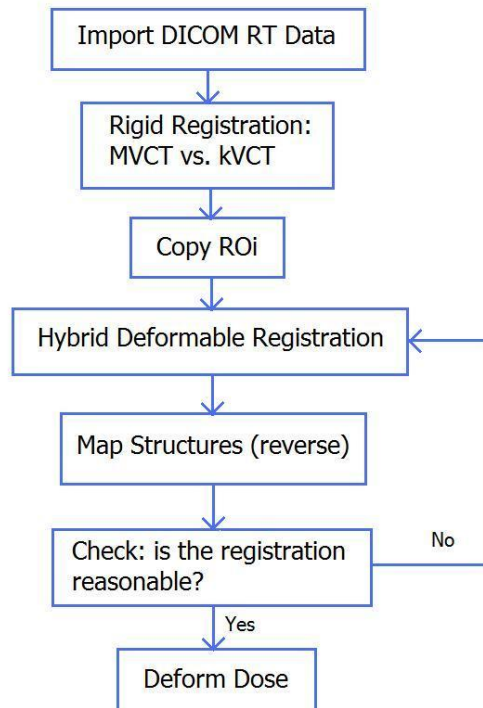 Import DICOM RT Data
Rigid Registration:
MVCT vs. kVCT
Copy ROi
Hybrid Deformable Registration
Map Structures (reverse)
Check: is the registration
reasonable?
No
Yes
Deform Dose